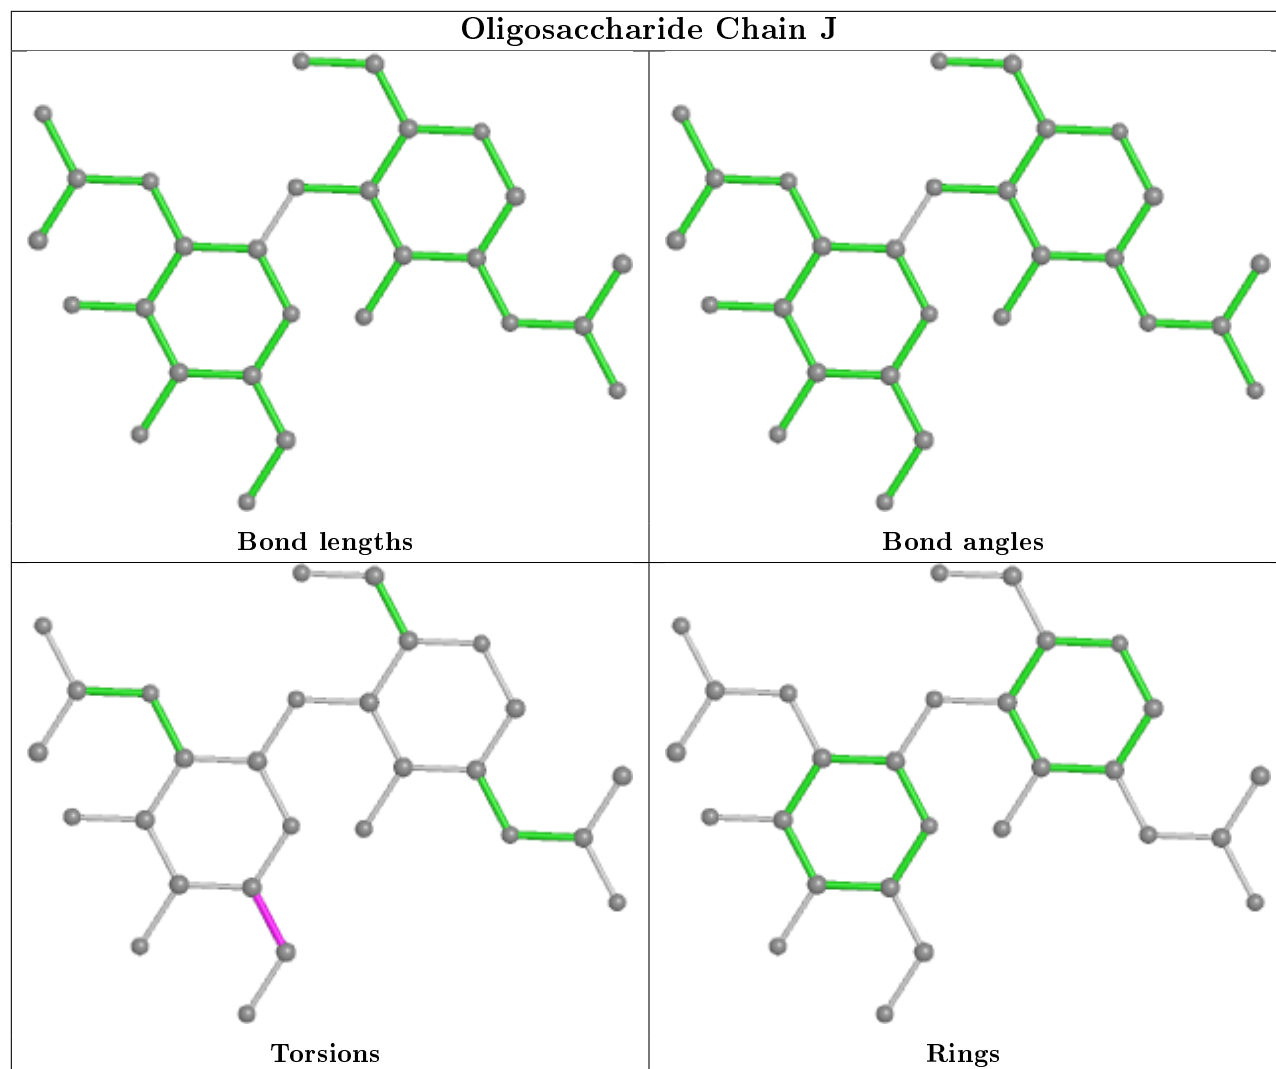 Oligosaccharide Chain J
Bond lengths
Bond angles
Torsions
Rings